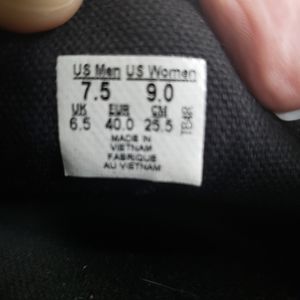 US Men US Women
7.5 9.0
UK EUR CM
6.5 40.0 25.5
MADE IN
VIETNAM
FABRIQUE
AU VIETNAM